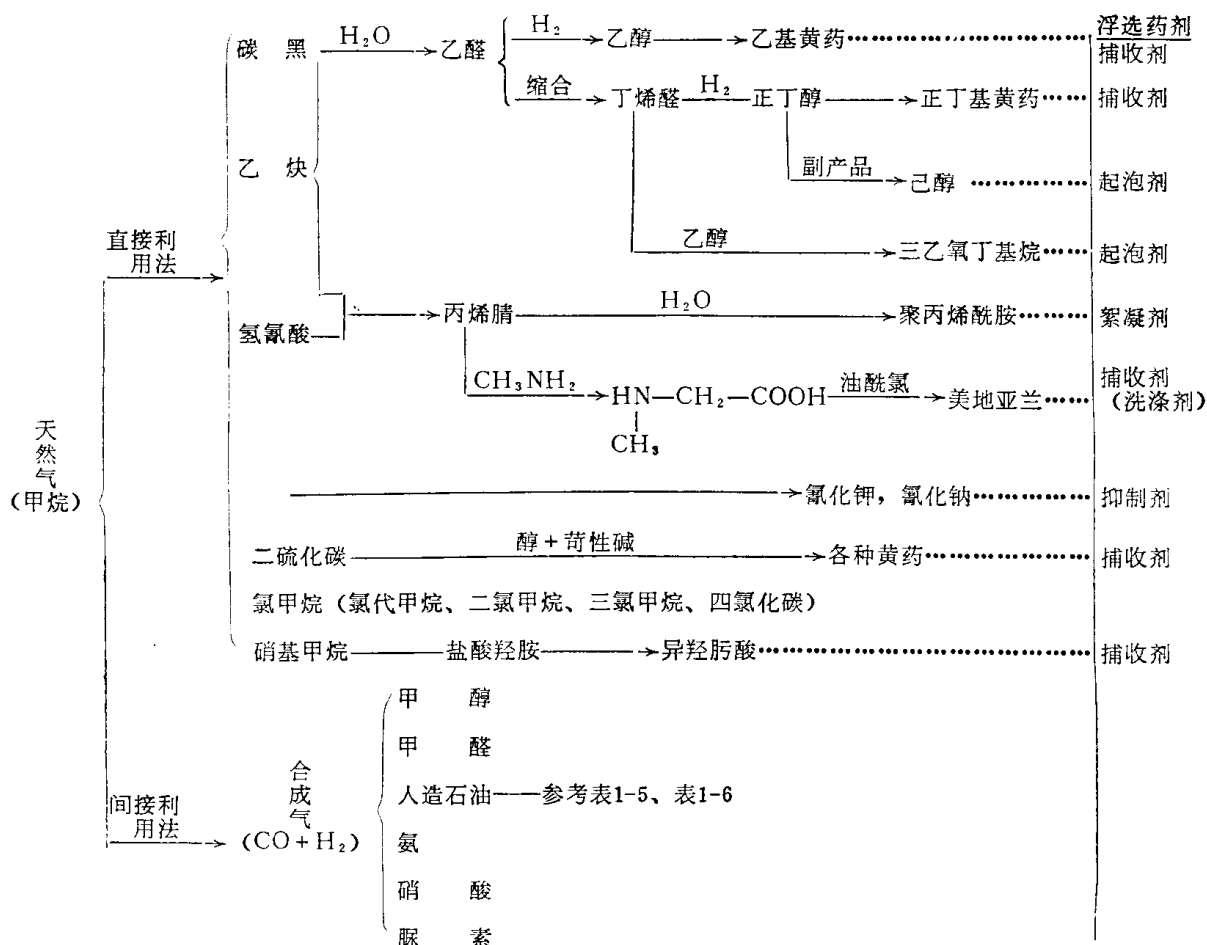 浮选药剂
碳 黑 H₂O 乙醛 H₂ 乙醇 乙基黄药 捕收剂
缩合 丁烯醛 H₂ 正丁醇 正丁基黄药 捕收剂
乙 炔 副产品 己醇 起泡剂
直接利用法 乙醇 三乙氧丁基烷 起泡剂
氢氰酸 丙烯腈 H₂O 聚丙烯酰胺 絮凝剂
CH₃NH₂ HN—CH₂—COOH 油酰氯 美地亚兰 捕收剂（洗涤剂）
CH₃
天然气（甲烷）
氰化钾，氰化钠 抑制剂
二硫化碳 醇+苛性碱 各种黄药 捕收剂
氯甲烷（氯代甲烷、二氯甲烷、三氯甲烷、四氯化碳）
硝基甲烷 盐酸羟胺 异羟肟酸 捕收剂
甲 醇
甲 醛
人造石油——参考表1-5、表1-6
间接利用法 合成气（CO+H₂） 氨
硝 酸
脲 素